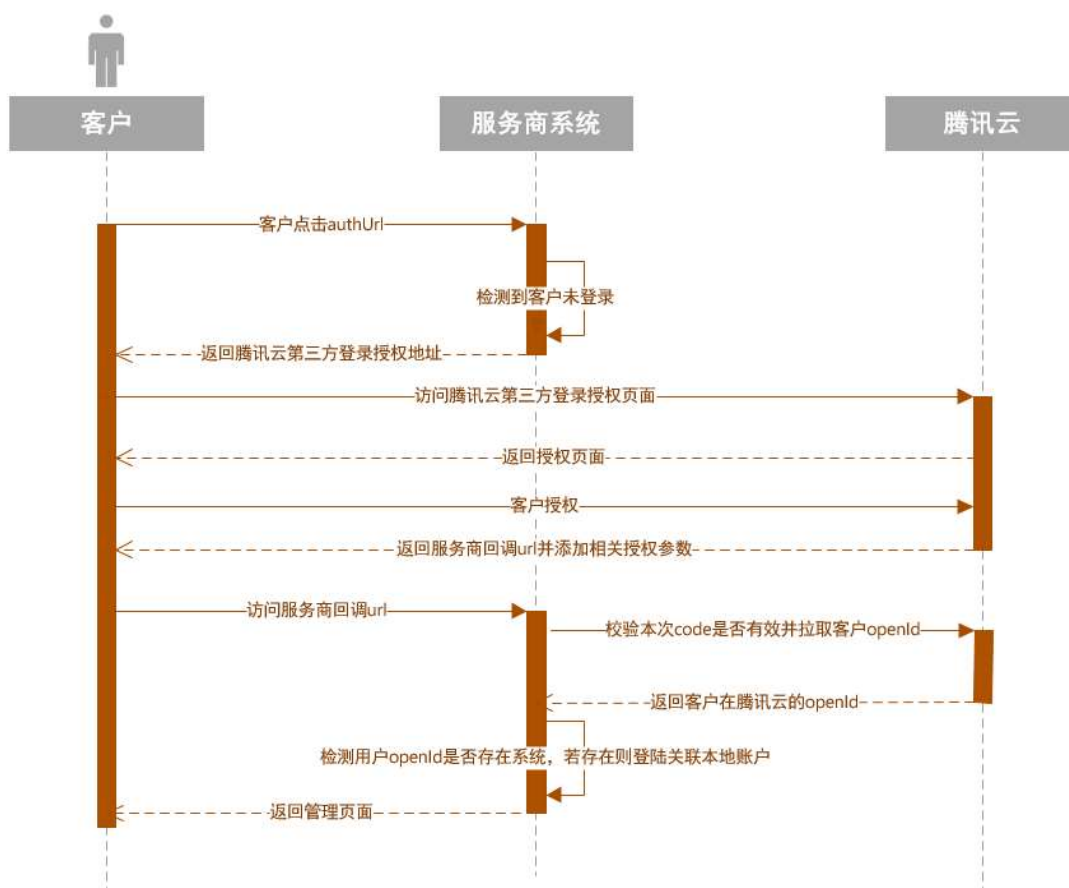 客户
服务商系统
腾讯云
客户点击authUrl
检测到客户未登录
返回腾讯云第三方登录授权地址
访问腾讯云第三方登录授权页面
返回授权页面
客户授权
返回服务商回调url并添加相关授权参数
访问服务商回调url
校验本次code是否有效并拉取客户openId
返回客户在腾讯云的openId
检测用户openId是否存在系统，若存在则登陆关联本地账户
返回管理页面